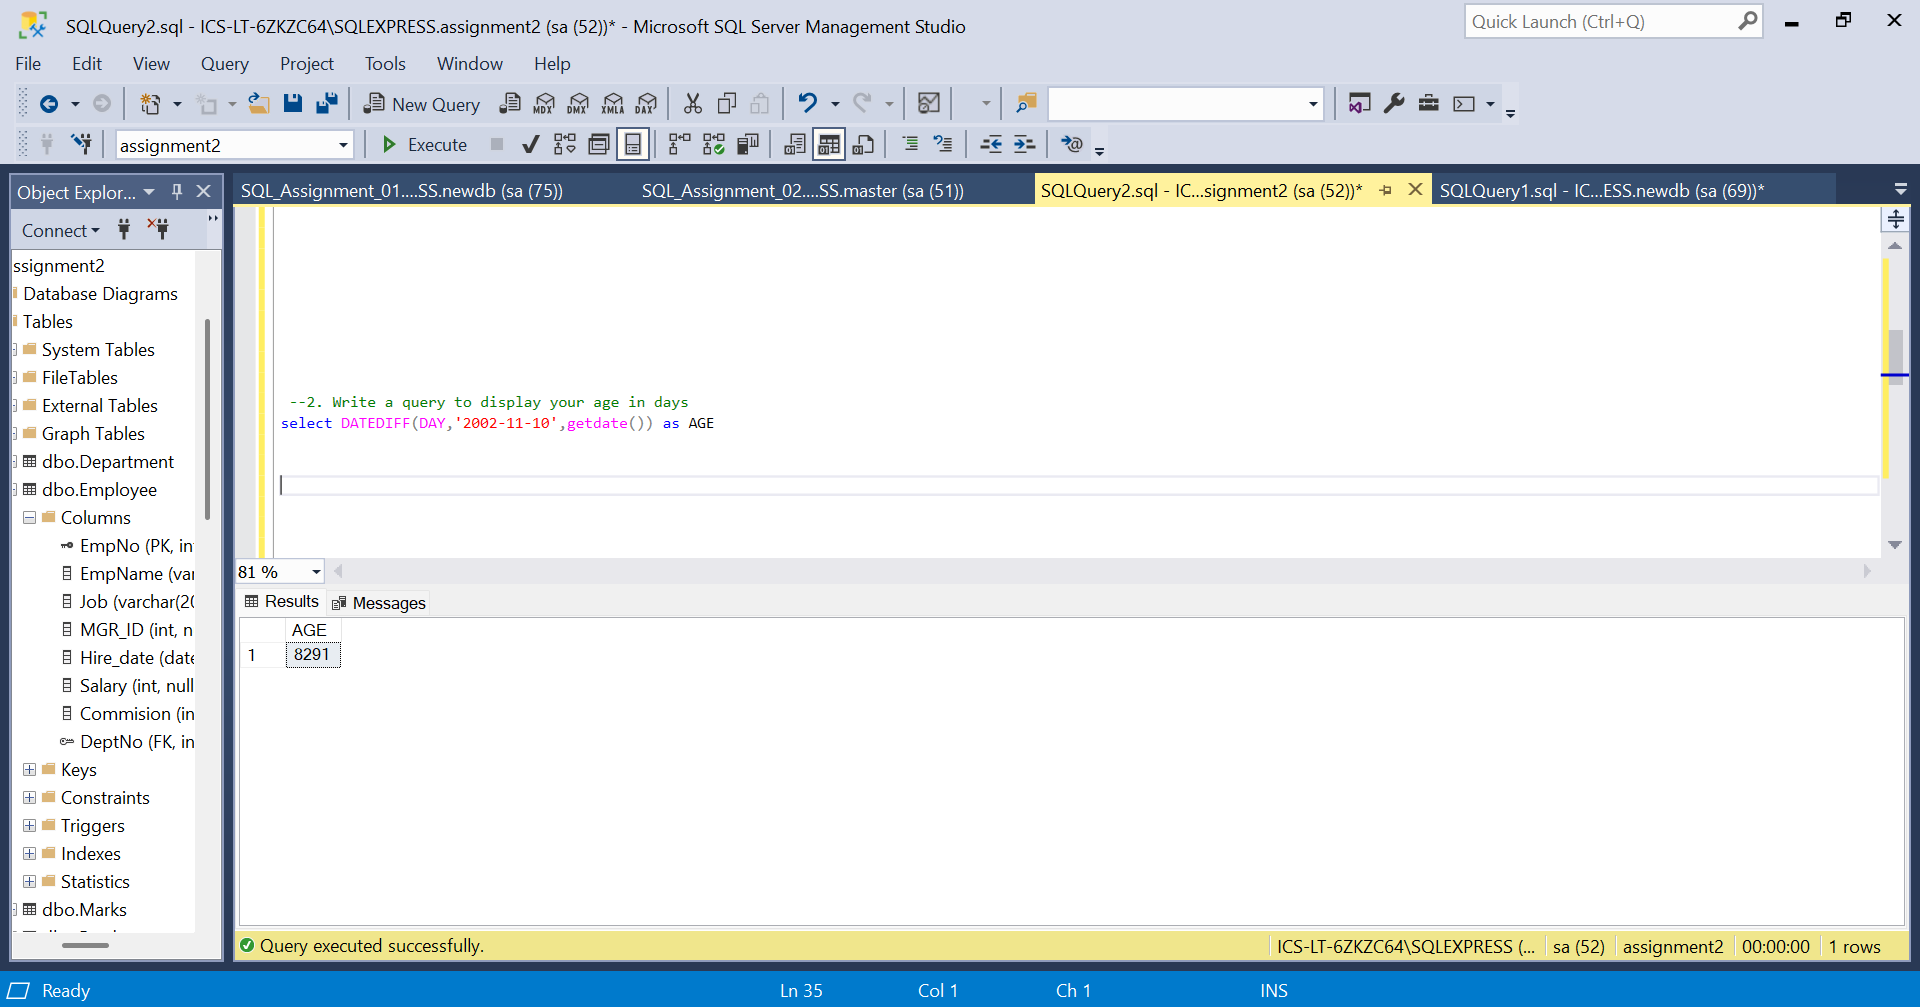 SQLQuery2.sql - ICS-LT-6ZKZC64\SQLEXPRESS.assignment2 (sa (52))* - Microsoft SQL Server Management Studio
Quick Launch (Ctrl+Q)
File Edit View Query Project Tools Window Help
New Query MDX DMX XMLA DAX
assignment2 Execute
Object Explor...
SQL_Assignment_01....SS.newdb (sa (75)) SQL_Assignment_02....SS.master (sa (51)) SQLQuery2.sql - IC...signment2 (sa (52))* SQLQuery1.sql - IC...ESS.newdb (sa (69))*
Connect
ssignment2
Database Diagrams
Tables
System Tables
FileTables
External Tables
Graph Tables
dbo.Department
dbo.Employee
Columns
EmpNo (PK, in
EmpName (var
Job (varchar(20
MGR_ID (int, n
Hire_date (date
Salary (int, null
Commision (in
DeptNo (FK, in
Keys
Constraints
Triggers
Indexes
Statistics
dbo.Marks
--2. Write a query to display your age in days
select DATEDIFF(DAY,'2002-11-10',getdate()) as AGE
81 %
Results Messages
AGE
1 8291
Query executed successfully. ICS-LT-6ZKZC64\SQLEXPRESS (... sa (52) assignment2 00:00:00 1 rows
Ready Ln 35 Col 1 Ch 1 INS